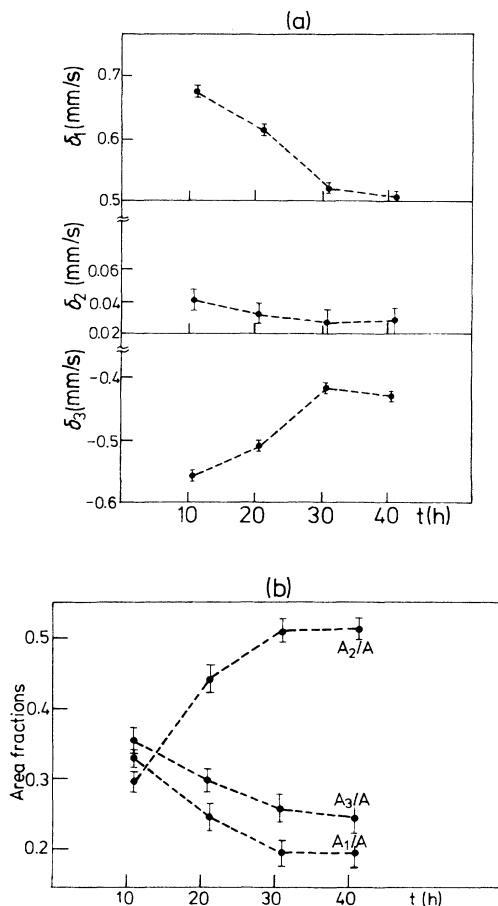 (a)
δ1(mm/s)
0.7
0.6
0.5
δ2(mm/s)
0.06
0.04
0.02
δ3(mm/s)
-0.4
-0.5
-0.6
10 20 30 40 t(h)
(b)
Area fractions
0.5
0.4
0.3
0.2
A2/A
A3/A
A1/A
10 20 30 40 t(h)